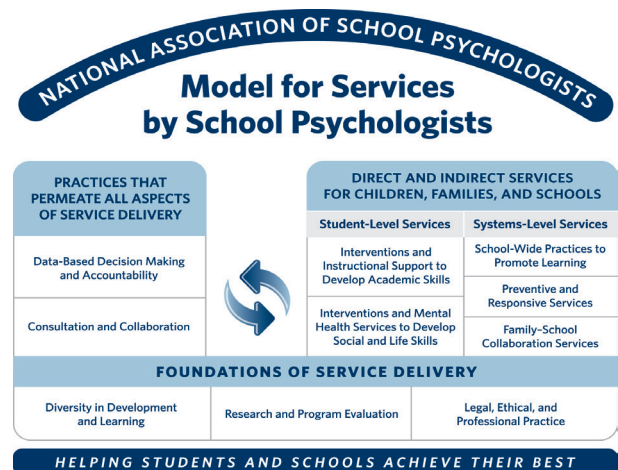 NATIONAL ASSOCIATION OF SCHOOL PSYCHOLOGISTS
Model for Services
by School Psychologists
PRACTICES THAT
PERMEATE ALL ASPECTS
OF SERVICE DELIVERY
Data-Based Decision Making
and Accountability
Consultation and Collaboration
DIRECT AND INDIRECT SERVICES
FOR CHILDREN, FAMILIES, AND SCHOOLS
Student-Level Services
Interventions and
Instructional Support to
Develop Academic Skills
Interventions and Mental
Health Services to Develop
Social and Life Skills
Systems-Level Services
School-Wide Practices to
Promote Learning
Preventive and
Responsive Services
Family–School
Collaboration Services
FOUNDATIONS OF SERVICE DELIVERY
Diversity in Development
and Learning
Research and Program Evaluation
Legal, Ethical, and
Professional Practice
HELPING STUDENTS AND SCHOOLS ACHIEVE THEIR BEST